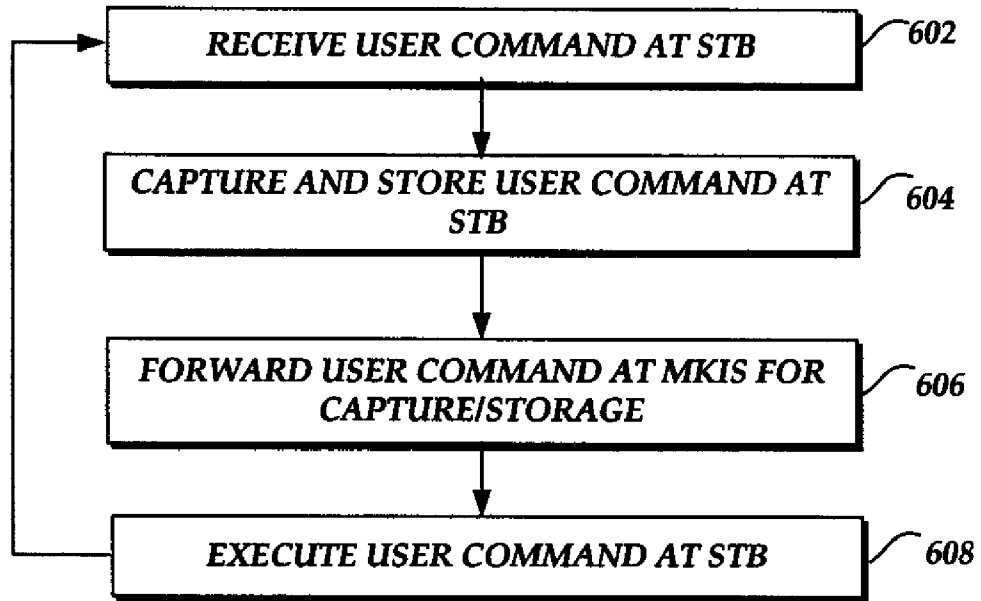 RECEIVE USER COMMAND AT STB
602
CAPTURE AND STORE USER COMMAND AT
STB
604
FORWARD USER COMMAND AT MKIS FOR
CAPTURE/STORAGE
606
EXECUTE USER COMMAND AT STB
608